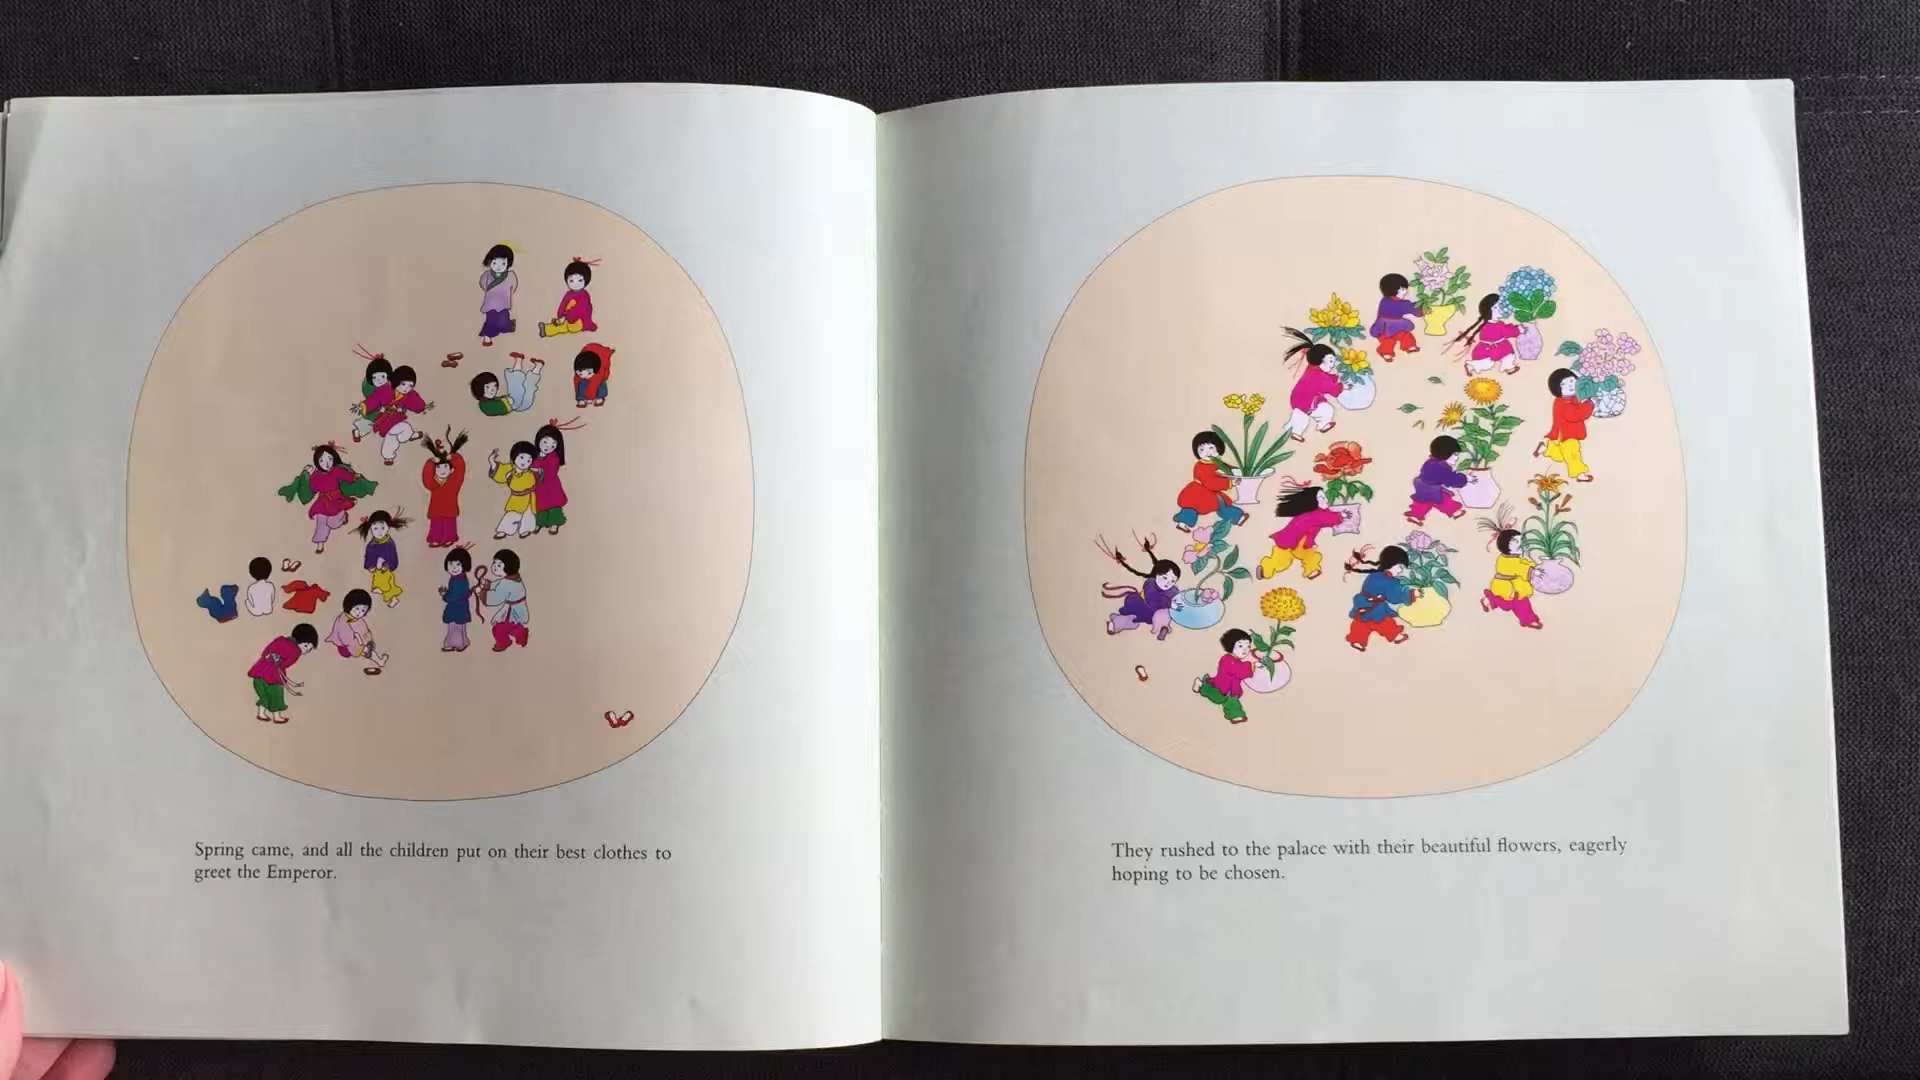 Spring came, and all the children put on their best clothes to
greet the Emperor.
They rushed to the palace with their beautiful flowers, eagerly
hoping to be chosen.